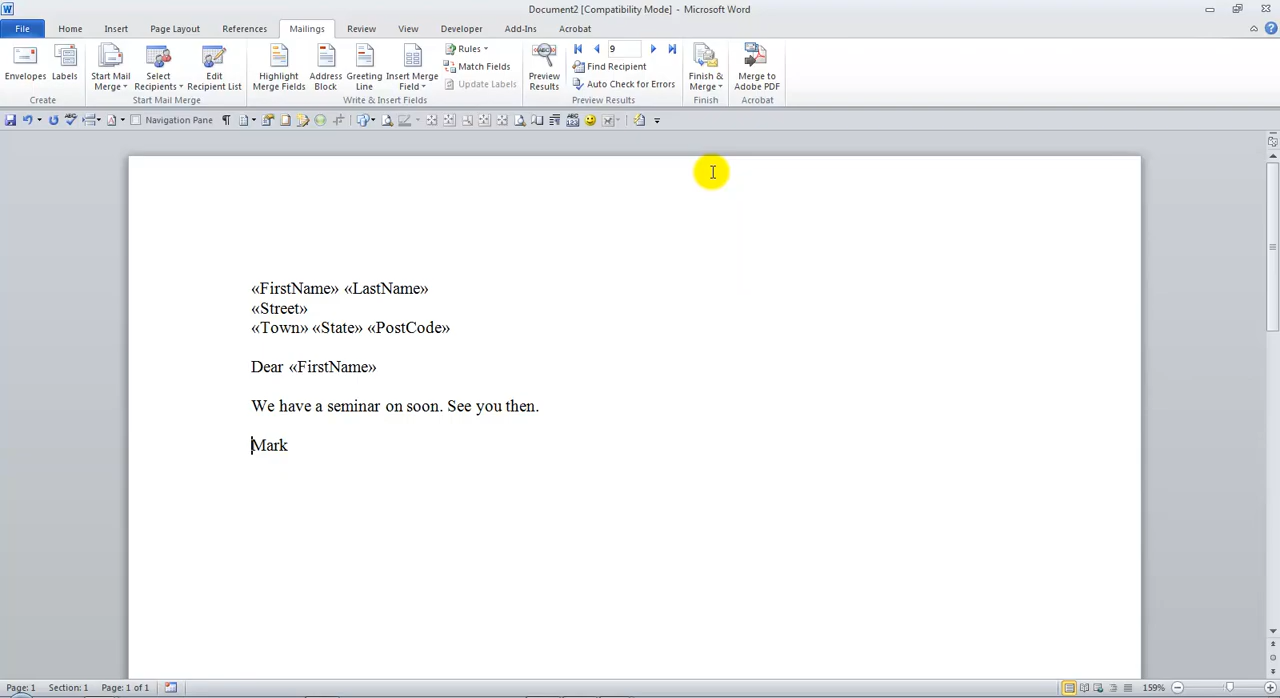 Document2 [Compatibility Mode] - Microsoft Word
File Home Insert Page Layout References Mailings Review View Developer Add-Ins Acrobat
Envelopes Labels
Create
Start Mail Merge Select Recipients Edit Recipient List
Start Mail Merge
Highlight Merge Fields Address Block Greeting Line Insert Merge Field
Rules
Match Fields
Update Labels
Write & Insert Fields
Preview Results
9
Find Recipient
Auto Check for Errors
Preview Results
Finish & Merge
Finish
Merge to Adobe PDF
Acrobat
Navigation Pane
«FirstName» «LastName»
«Street»
«Town» «State» «PostCode»
Dear «FirstName»
We have a seminar on soon. See you then.
Mark
Page: 1 Section: 1 Page: 1 of 1 159%